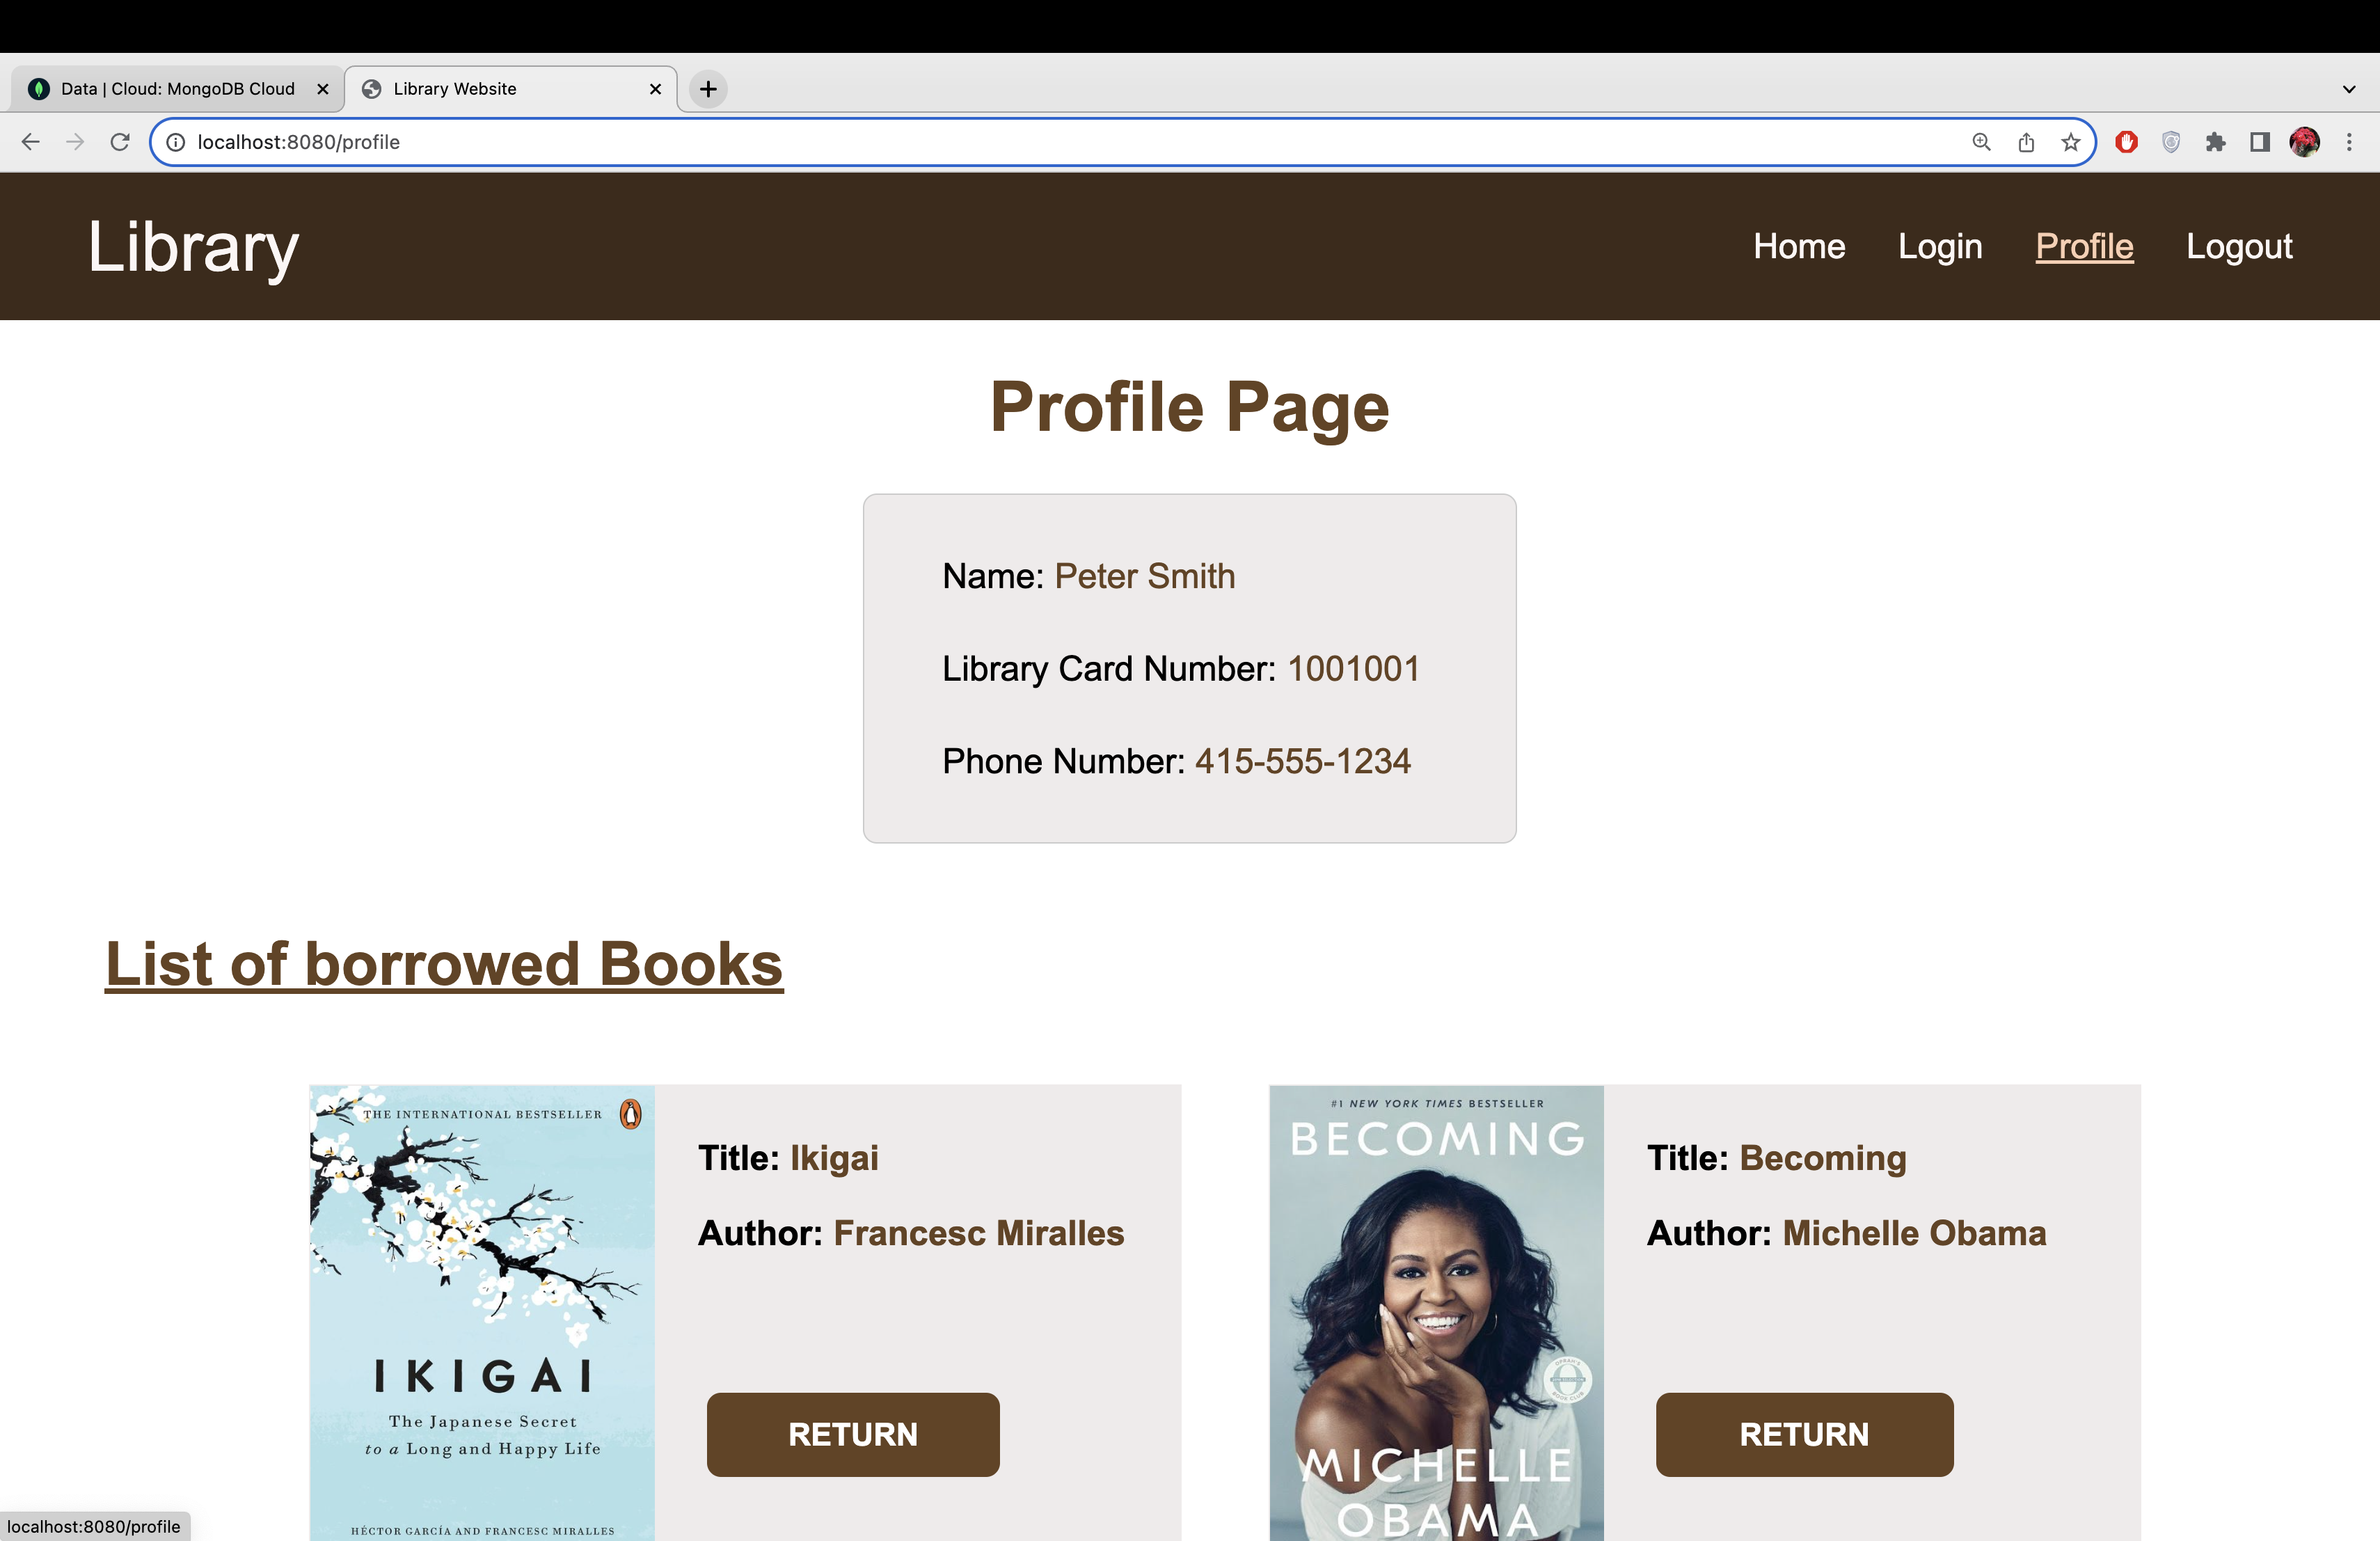 Data | Cloud: MongoDB Cloud
Library Website
localhost:8080/profile
Library
Home Login Profile Logout
Profile Page
Name: Peter Smith
Library Card Number: 1001001
Phone Number: 415-555-1234
List of borrowed Books
THE INTERNATIONAL BESTSELLER
IKIGAI
The Japanese Secret
to a Long and Happy Life
HÉCTOR GARCÍA AND FRANCESC MIRALLES
Title: Ikigai
Author: Francesc Miralles
RETURN
#1 NEW YORK TIMES BESTSELLER
BECOMING
MICHELLE
OBAMA
Title: Becoming
Author: Michelle Obama
RETURN
localhost:8080/profile